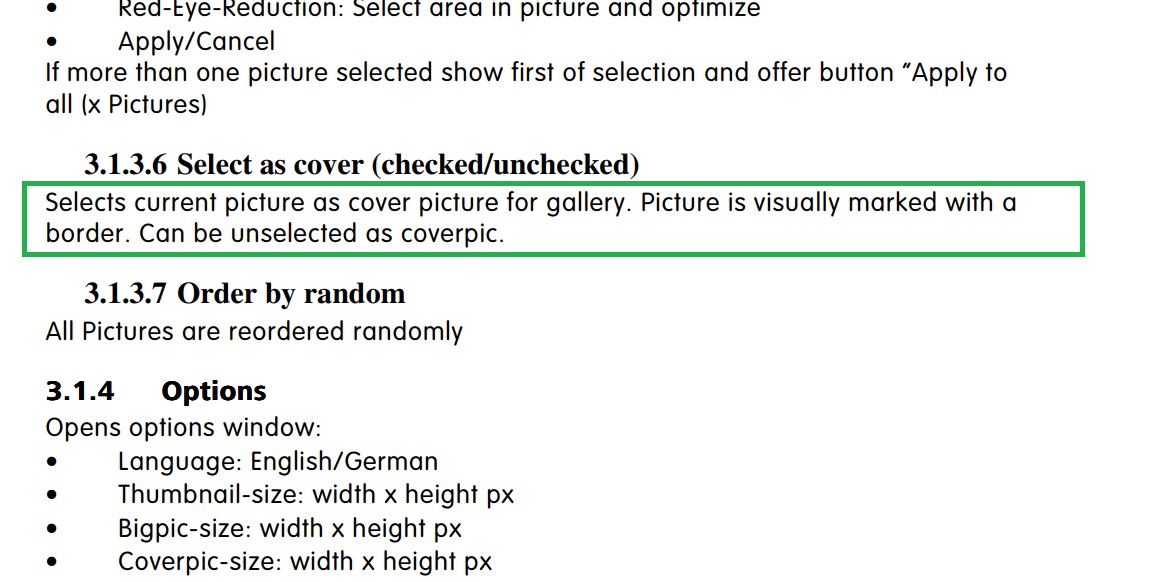 • Red-Eye-Reduction: Select area in picture and optimize
• Apply/Cancel
If more than one picture selected show first of selection and offer button “Apply to
all (x Pictures)
3.1.3.6 Select as cover (checked/unchecked)
Selects current picture as cover picture for gallery. Picture is visually marked with a
border. Can be unselected as coverpic.
3.1.3.7 Order by random
All Pictures are reordered randomly
3.1.4 Options
Opens options window:
• Language: English/German
• Thumbnail-size: width x height px
• Bigpic-size: width x height px
• Coverpic-size: width x height px